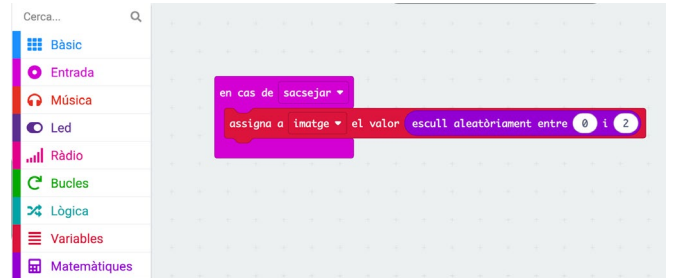 Cerca...
Bàsic
Entrada
Música
Led
Ràdio
Bucles
Lògica
Variables
Matemàtiques
en cas de sacsejar
assigna a imatge el valor escull aleatòriament entre 0 i 2